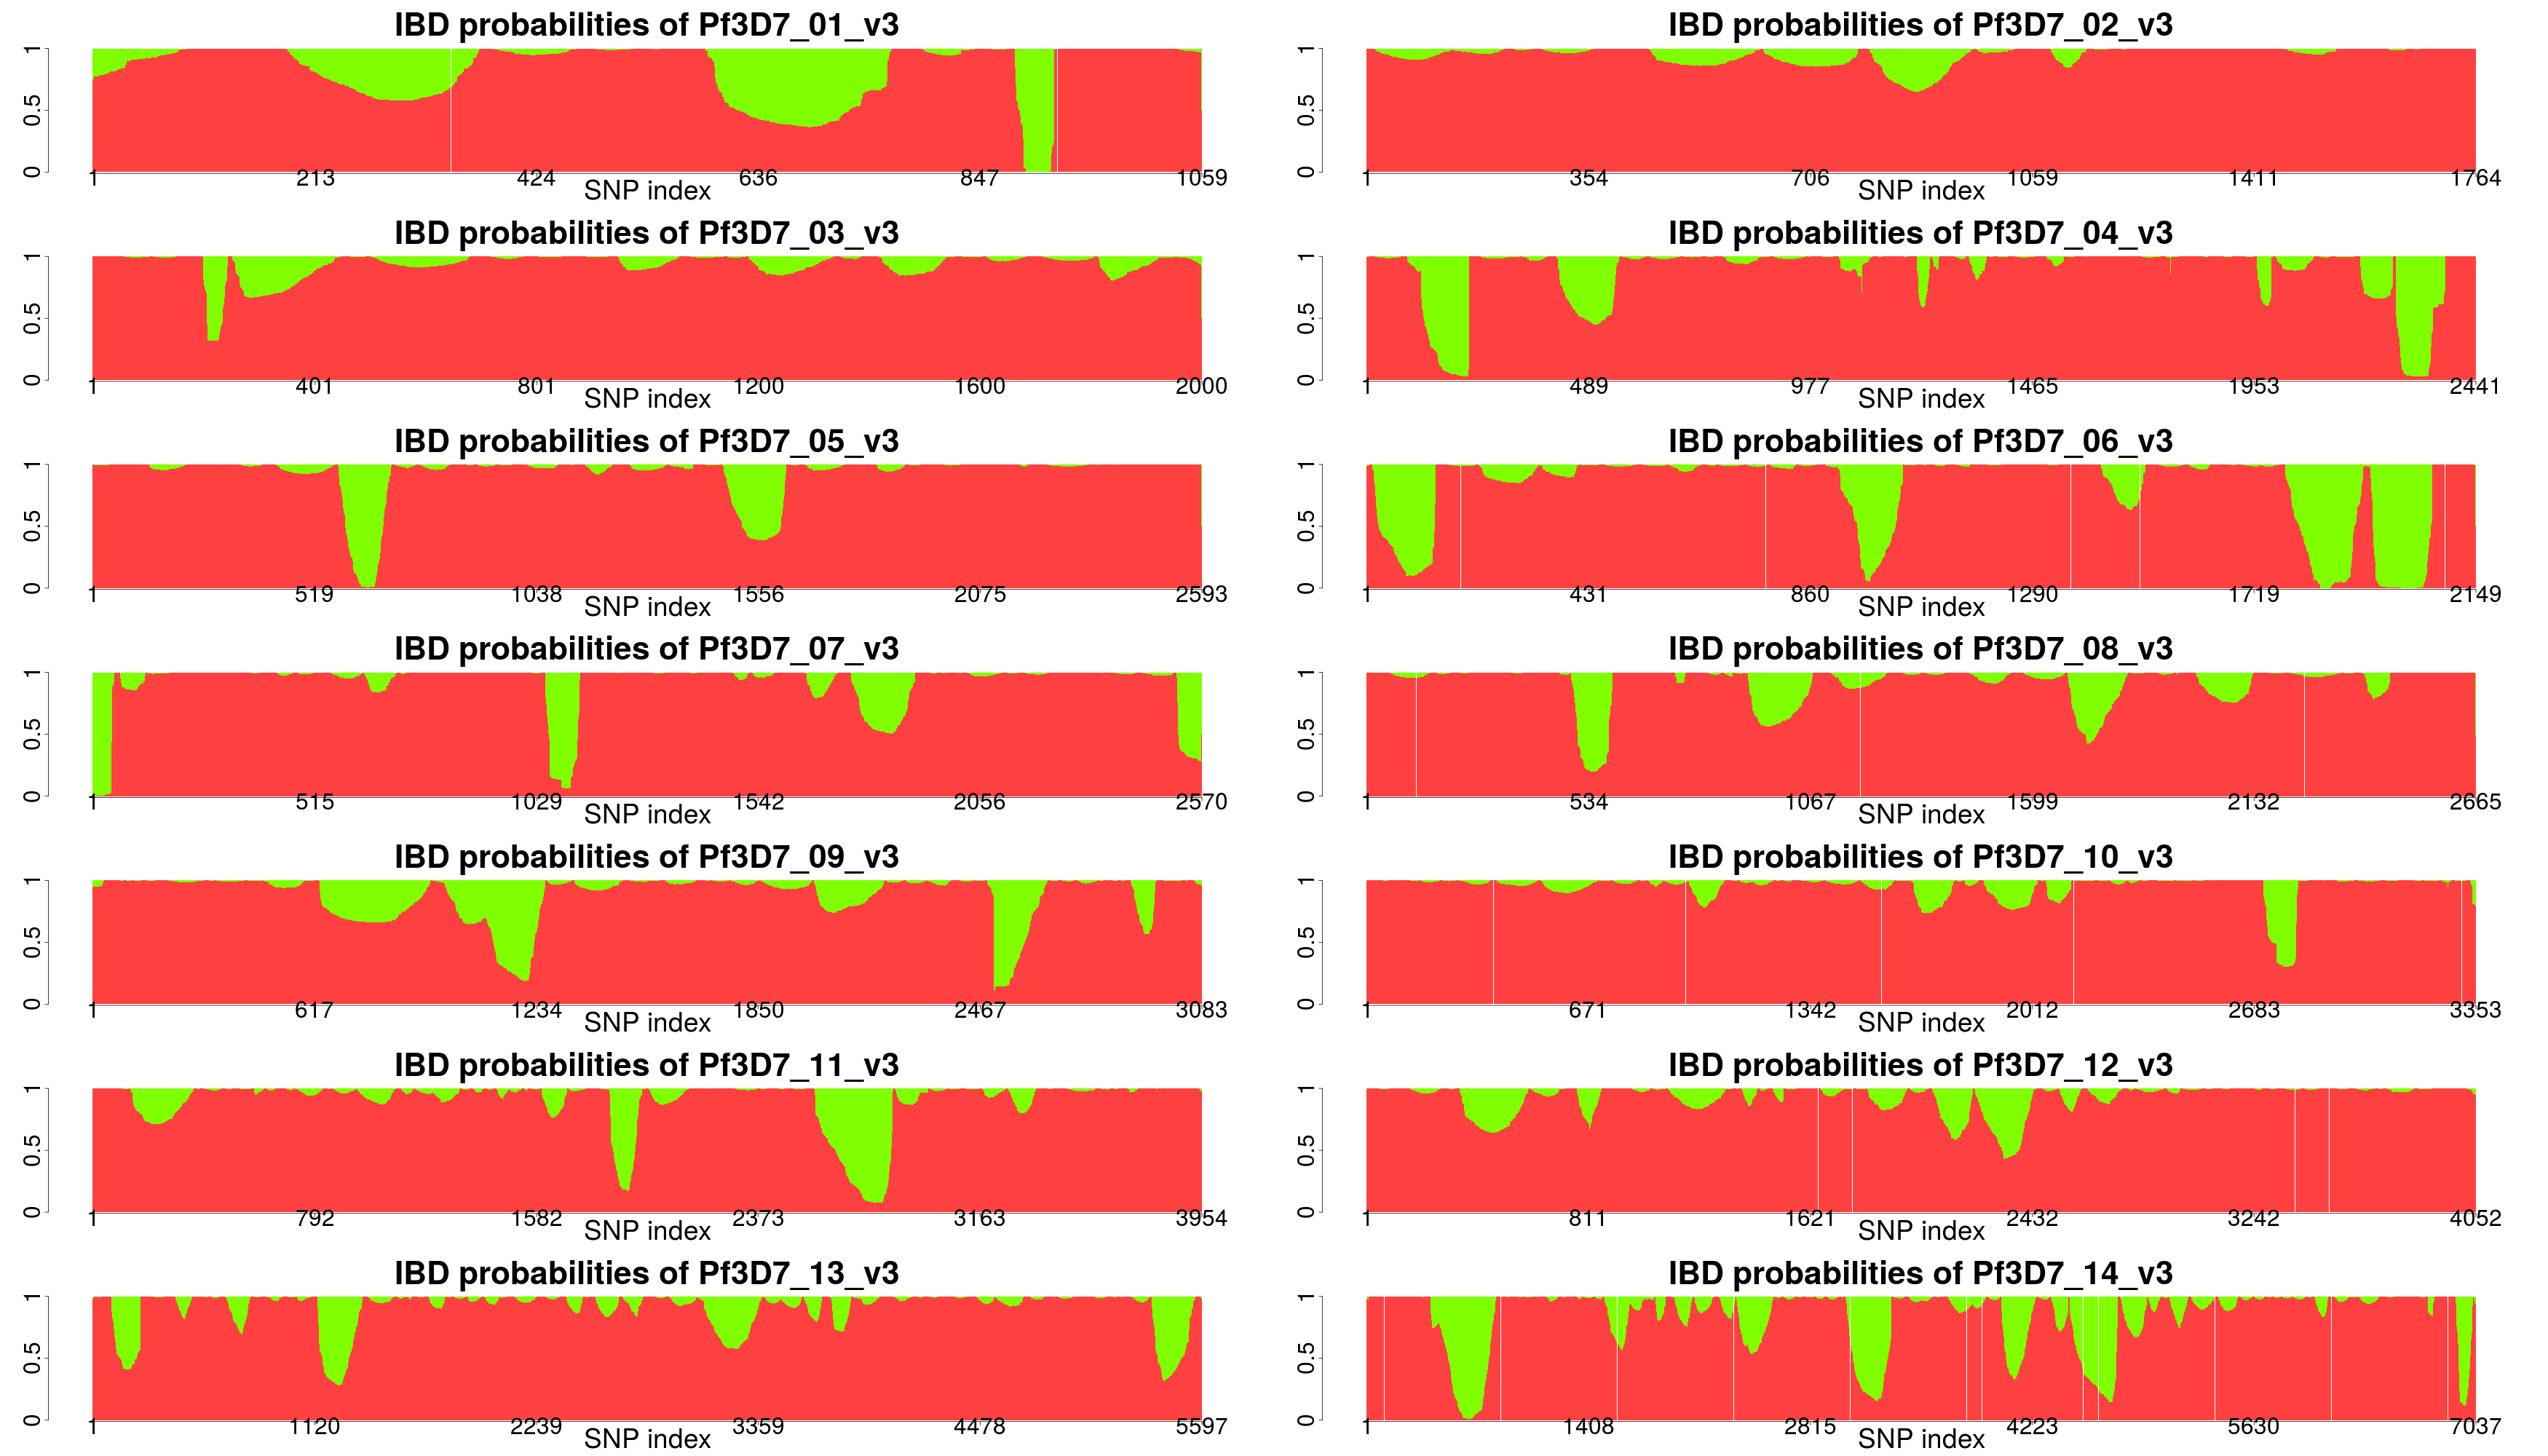 IBD probabilities of Pf3D7_01_v3
0 0.5 1
1 213 424 636 847 1059
SNP index
IBD probabilities of Pf3D7_02_v3
0 0.5 1
1 354 706 1059 1411 1764
SNP index
IBD probabilities of Pf3D7_03_v3
0 0.5 1
1 401 801 1200 1600 2000
SNP index
IBD probabilities of Pf3D7_04_v3
0 0.5 1
1 489 977 1465 1953 2441
SNP index
IBD probabilities of Pf3D7_05_v3
0 0.5 1
1 519 1038 1556 2075 2593
SNP index
IBD probabilities of Pf3D7_06_v3
0 0.5 1
1 431 860 1290 1719 2149
SNP index
IBD probabilities of Pf3D7_07_v3
0 0.5 1
1 515 1029 1542 2056 2570
SNP index
IBD probabilities of Pf3D7_08_v3
0 0.5 1
1 534 1067 1599 2132 2665
SNP index
IBD probabilities of Pf3D7_09_v3
0 0.5 1
1 617 1234 1850 2467 3083
SNP index
IBD probabilities of Pf3D7_10_v3
0 0.5 1
1 671 1342 2012 2683 3353
SNP index
IBD probabilities of Pf3D7_11_v3
0 0.5 1
1 792 1582 2373 3163 3954
SNP index
IBD probabilities of Pf3D7_12_v3
0 0.5 1
1 811 1621 2432 3242 4052
SNP index
IBD probabilities of Pf3D7_13_v3
0 0.5 1
1 1120 2239 3359 4478 5597
SNP index
IBD probabilities of Pf3D7_14_v3
0 0.5 1
1 1408 2815 4223 5630 7037
SNP index